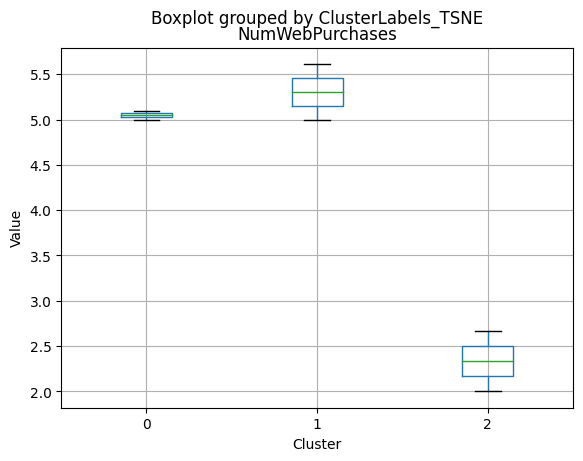 Boxplot grouped by ClusterLabels_TSNE
NumWebPurchases
5.5
5.0
4.5
4.0
3.5
3.0
2.5
2.0
Value
0 1 2
Cluster